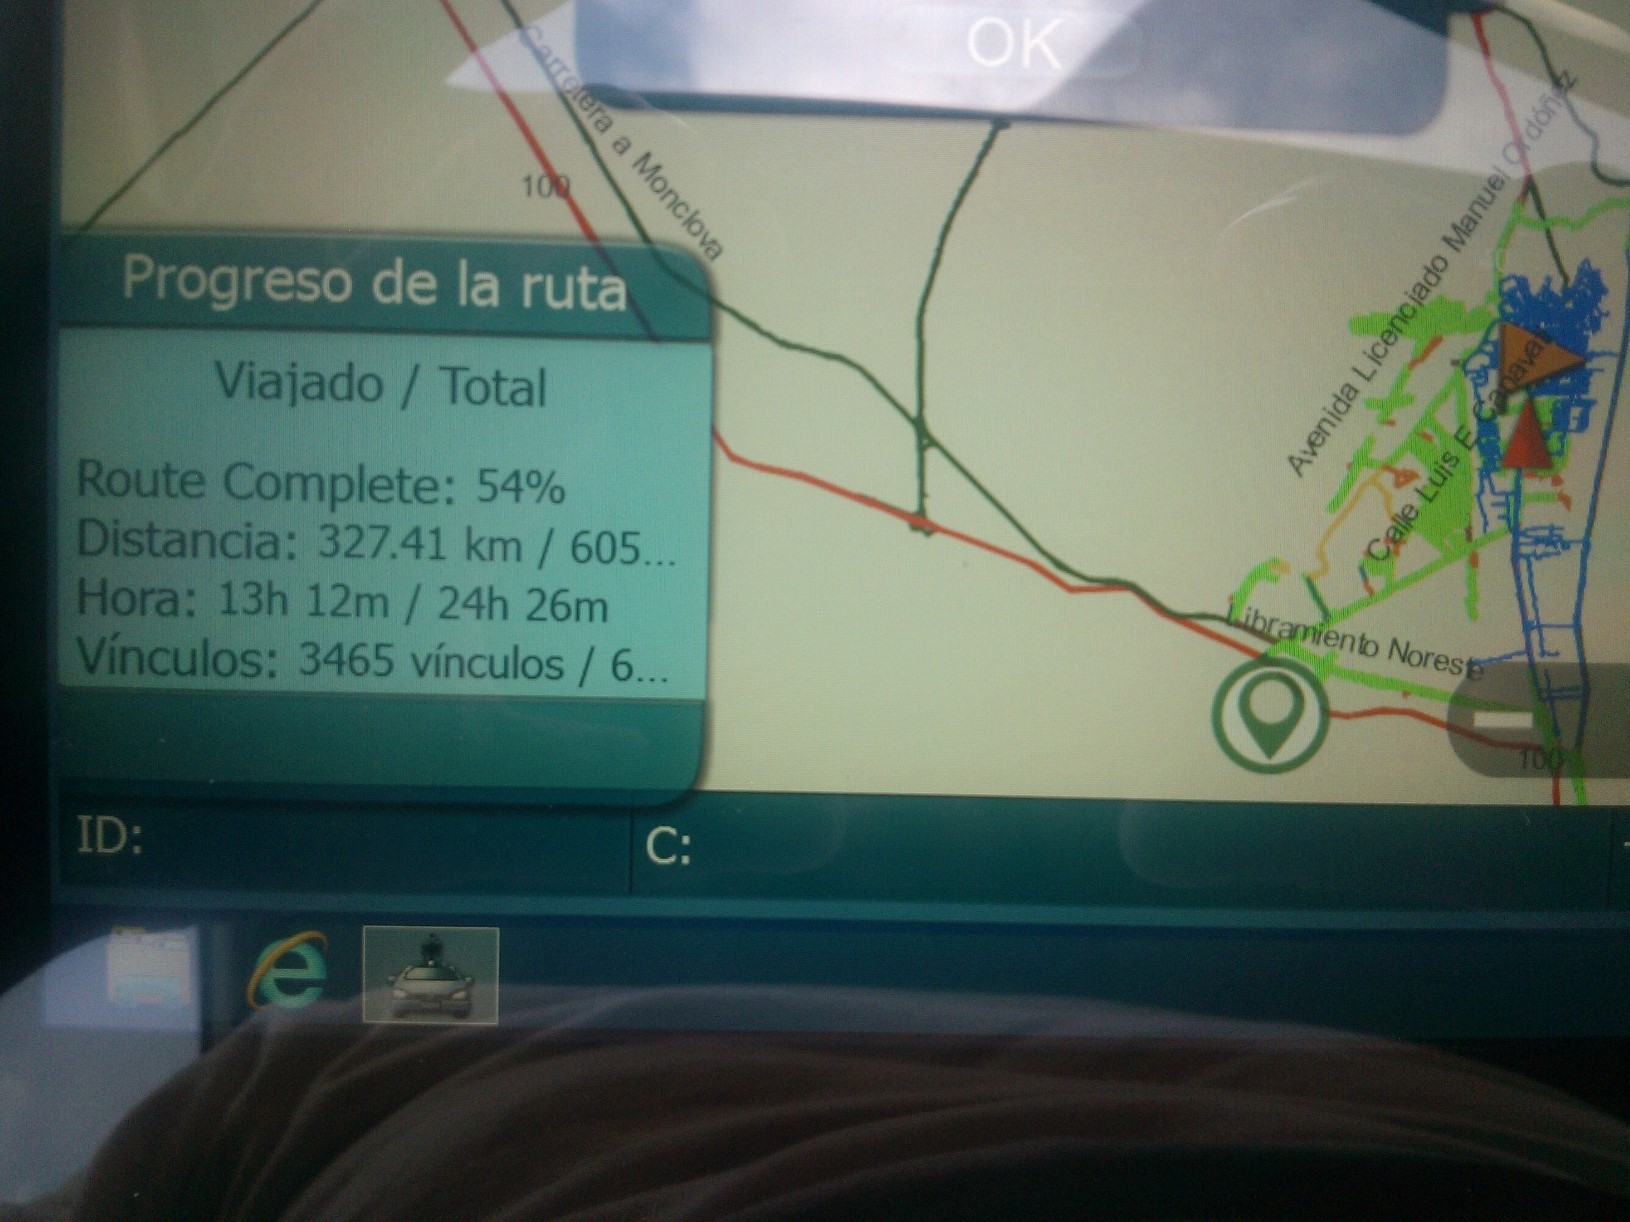 OK
Carretera a Monclova
100
Avenida Licenciado Manuel Ordóñez
Progreso de la ruta
Viajado / Total
Route Complete: 54%
Distancia: 327.41 km / 605...
Hora: 13h 12m / 24h 26m
Vínculos: 3465 vínculos / 6...
Calle Luis E. Canavati
Libramiento Noreste
100
ID:
C: